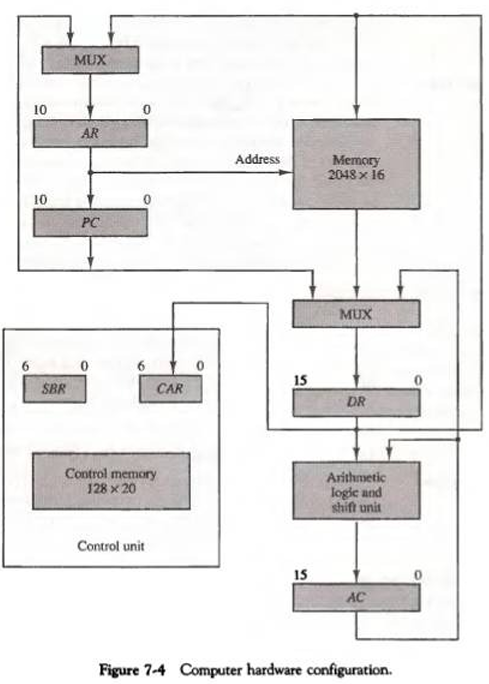 MUX
10 0
AR
Address
Memory
2048 × 16
10 0
PC
MUX
6 0 6 0
SBR CAR
15 0
DR
Control memory
128 × 20
Arithmetic
logic and
shift unit
Control unit
15 0
AC
Figure 7-4 Computer hardware configuration.